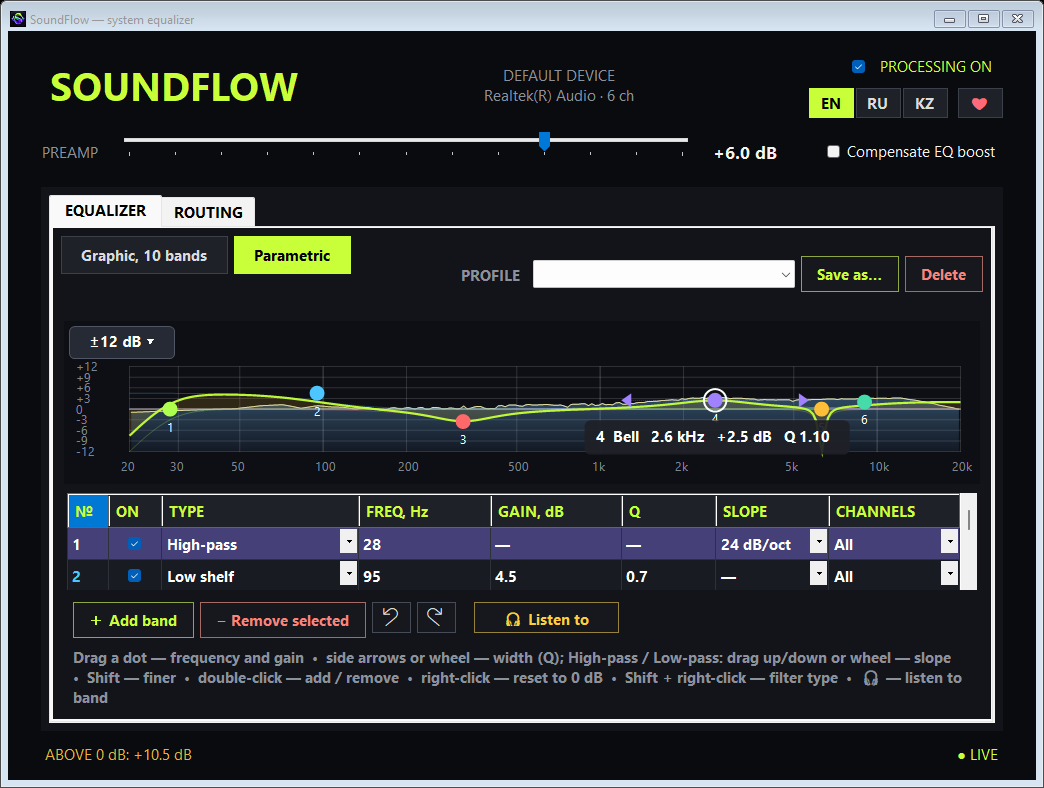 SoundFlow — system equalizer
SOUNDFLOW
DEFAULT DEVICE
Realtek(R) Audio · 6 ch
PROCESSING ON
EN RU KZ
PREAMP
+6.0 dB
Compensate EQ boost
EQUALIZER ROUTING
Graphic, 10 bands Parametric
PROFILE
Save as... Delete
±12 dB ▾
+12
+9
+6
+3
0
-3
-6
-9
-12
1
2
3
4
6
4 Bell 2.6 kHz +2.5 dB Q 1.10
20 30 50 100 200 500 1k 2k 5k 10k 20k
№ ON TYPE FREQ, Hz GAIN, dB Q SLOPE CHANNELS
1 High-pass 28 — — 24 dB/oct All
2 Low shelf 95 4.5 0.7 — All
+ Add band – Remove selected 🎧 Listen to
Drag a dot — frequency and gain • side arrows or wheel — width (Q); High-pass / Low-pass: drag up/down or wheel — slope
• Shift — finer • double-click — add / remove • right-click — reset to 0 dB • Shift + right-click — filter type • 🎧 — listen to
band
ABOVE 0 dB: +10.5 dB
● LIVE